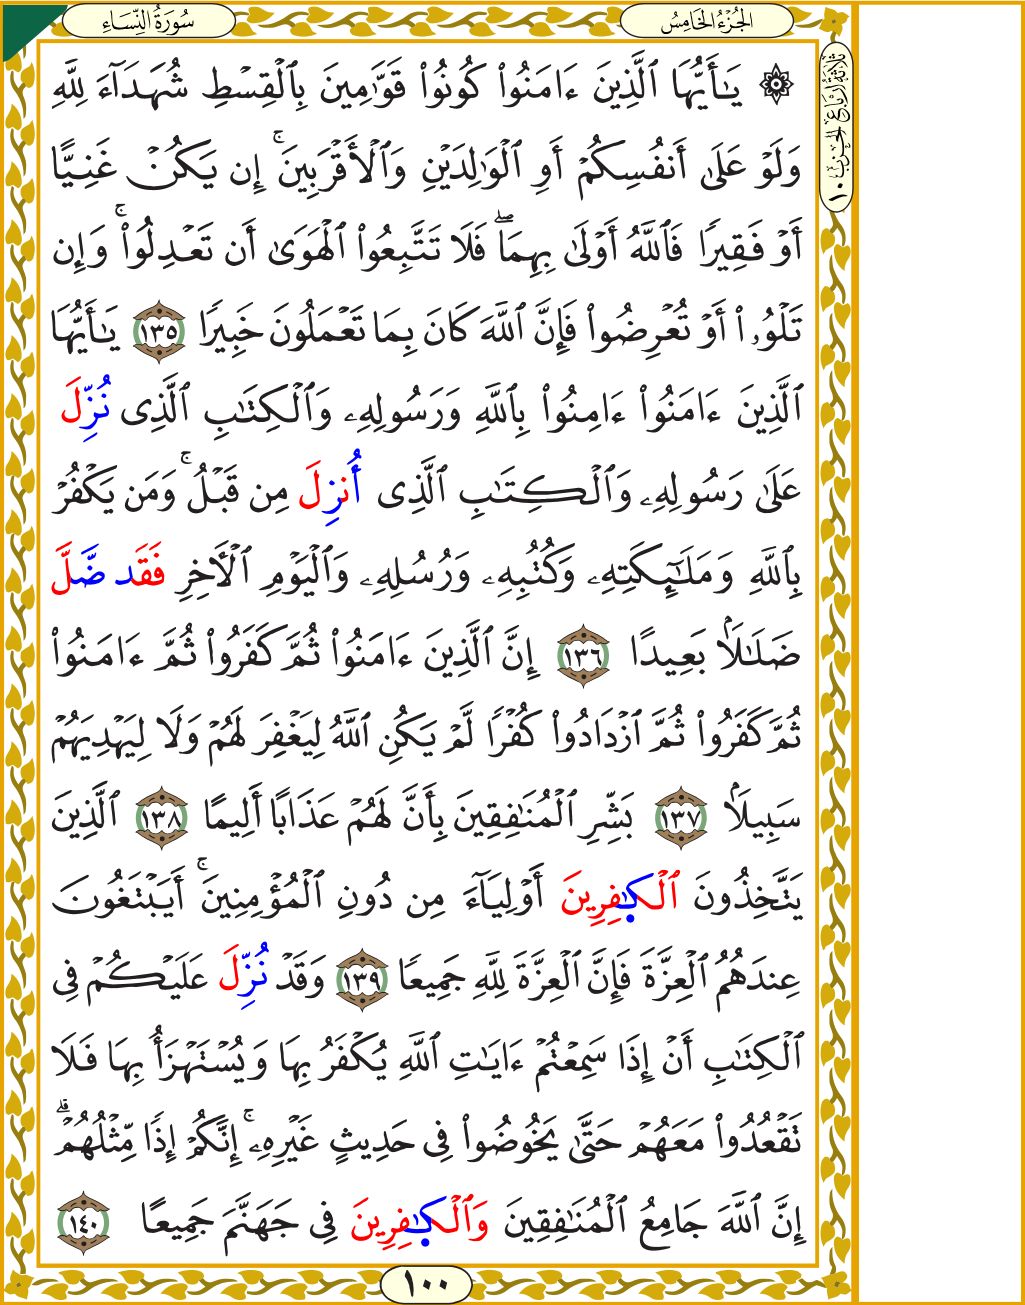 سُورَةُ النِّسَاءِ
الجُزْءُ الخَامِسُ
ثَلَاثَةُ أَرْبَاعِ الحِزْبِ ١٠
۞ يَـٰٓأَيُّهَا ٱلَّذِينَ ءَامَنُوا۟ كُونُوا۟ قَوَّٰمِينَ بِٱلْقِسْطِ شُهَدَآءَ لِلَّهِ
وَلَوْ عَلَىٰٓ أَنفُسِكُمْ أَوِ ٱلْوَٰلِدَيْنِ وَٱلْأَقْرَبِينَ ۚ إِن يَكُنْ غَنِيًّا
أَوْ فَقِيرًا فَٱللَّهُ أَوْلَىٰ بِهِمَا ۖ فَلَا تَتَّبِعُوا۟ ٱلْهَوَىٰٓ أَن تَعْدِلُوا۟ ۚ وَإِن
تَلْوُۥٓا۟ أَوْ تُعْرِضُوا۟ فَإِنَّ ٱللَّهَ كَانَ بِمَا تَعْمَلُونَ خَبِيرًا ١٣٥ يَـٰٓأَيُّهَا
ٱلَّذِينَ ءَامَنُوٓا۟ ءَامِنُوا۟ بِٱللَّهِ وَرَسُولِهِۦ وَٱلْكِتَـٰبِ ٱلَّذِى نُزِّلَ
عَلَىٰ رَسُولِهِۦ وَٱلْكِتَـٰبِ ٱلَّذِىٓ أُنزِلَ مِن قَبْلُ ۚ وَمَن يَكْفُرْ
بِٱللَّهِ وَمَلَـٰٓئِكَتِهِۦ وَكُتُبِهِۦ وَرُسُلِهِۦ وَٱلْيَوْمِ ٱلْـَٔاخِرِ فَقَد ضَّلَّ
ضَلَـٰلًۢا بَعِيدًا ١٣٦ إِنَّ ٱلَّذِينَ ءَامَنُوا۟ ثُمَّ كَفَرُوا۟ ثُمَّ ءَامَنُوا۟
ثُمَّ كَفَرُوا۟ ثُمَّ ٱزْدَادُوا۟ كُفْرًا لَّمْ يَكُنِ ٱللَّهُ لِيَغْفِرَ لَهُمْ وَلَا لِيَهْدِيَهُمْ
سَبِيلًۢا ١٣٧ بَشِّرِ ٱلْمُنَـٰفِقِينَ بِأَنَّ لَهُمْ عَذَابًا أَلِيمًا ١٣٨ ٱلَّذِينَ
يَتَّخِذُونَ ٱلْكَـٰفِرِينَ أَوْلِيَآءَ مِن دُونِ ٱلْمُؤْمِنِينَ ۚ أَيَبْتَغُونَ
عِندَهُمُ ٱلْعِزَّةَ فَإِنَّ ٱلْعِزَّةَ لِلَّهِ جَمِيعًا ١٣٩ وَقَدْ نُزِّلَ عَلَيْكُمْ فِى
ٱلْكِتَـٰبِ أَنْ إِذَا سَمِعْتُمْ ءَايَـٰتِ ٱللَّهِ يُكْفَرُ بِهَا وَيُسْتَهْزَأُ بِهَا فَلَا
تَقْعُدُوا۟ مَعَهُمْ حَتَّىٰ يَخُوضُوا۟ فِى حَدِيثٍ غَيْرِهِۦٓ ۚ إِنَّكُمْ إِذًا مِّثْلُهُمْ ۗ
إِنَّ ٱللَّهَ جَامِعُ ٱلْمُنَـٰفِقِينَ وَٱلْكَـٰفِرِينَ فِى جَهَنَّمَ جَمِيعًا ١٤٠
١٠٠